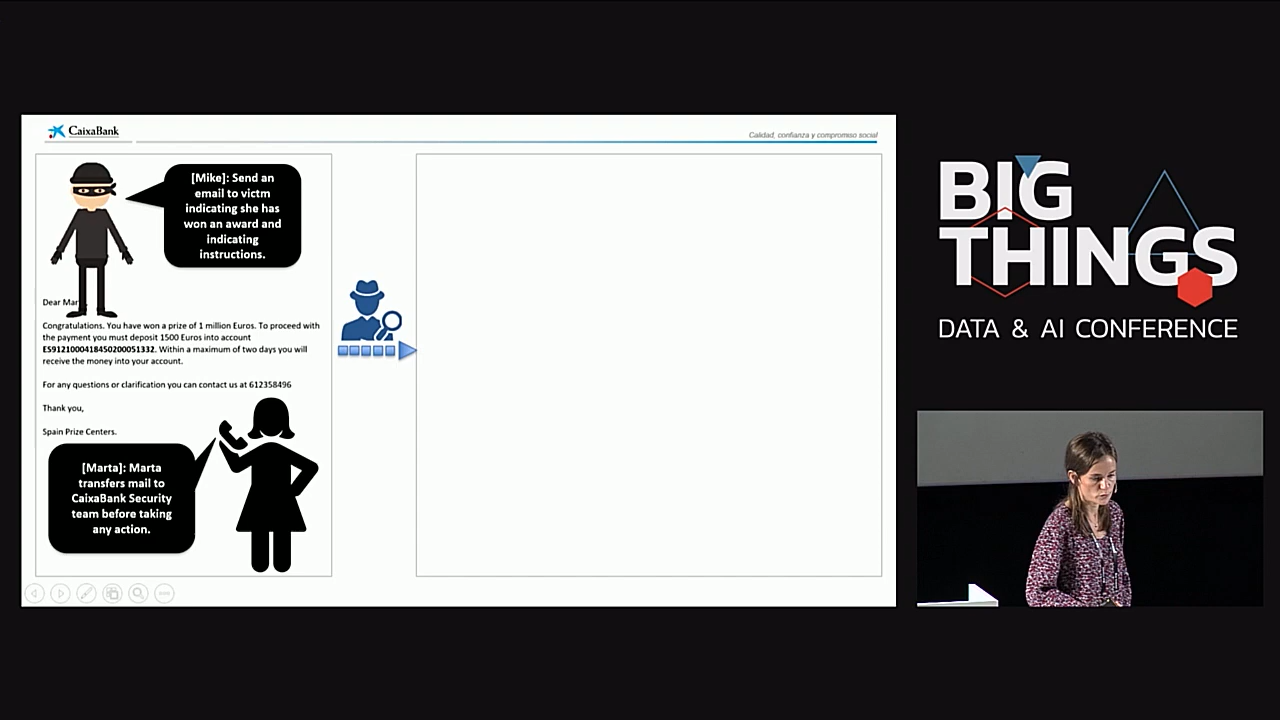 CaixaBank
Calidad, confianza y compromiso social
[Mike]: Send an
email to victm
indicating she has
won an award and
indicating
instructions.
Dear Mar
Congratulations. You have won a prize of 1 million Euros. To proceed with
the payment you must deposit 1500 Euros into account
ES9121000418450200051332. Within a maximum of two days you will
receive the money into your account.
For any questions or clarification you can contact us at 612358496
Thank you,
Spain Prize Centers.
[Marta]: Marta
transfers mail to
CaixaBank Security
team before taking
any action.
BIG
THINGS
DATA & AI CONFERENCE